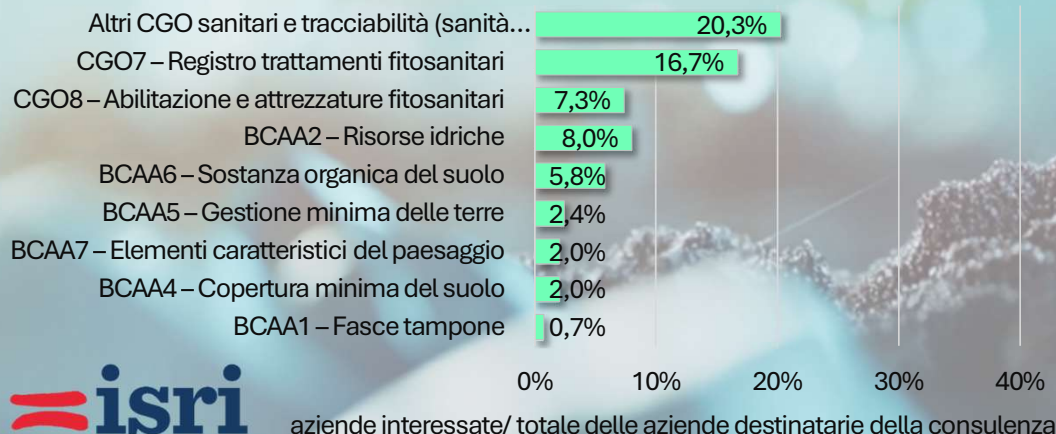 Altri CGO sanitari e tracciabilità (sanità… 20,3%
CGO7 – Registro trattamenti fitosanitari 16,7%
CGO8 – Abilitazione e attrezzature fitosanitari 7,3%
BCAA2 – Risorse idriche 8,0%
BCAA6 – Sostanza organica del suolo 5,8%
BCAA5 – Gestione minima delle terre 2,4%
BCAA7 – Elementi caratteristici del paesaggio 2,0%
BCAA4 – Copertura minima del suolo 2,0%
BCAA1 – Fasce tampone 0,7%
0% 10% 20% 30% 40%
isri
aziende interessate/ totale delle aziende destinatarie della consulenza